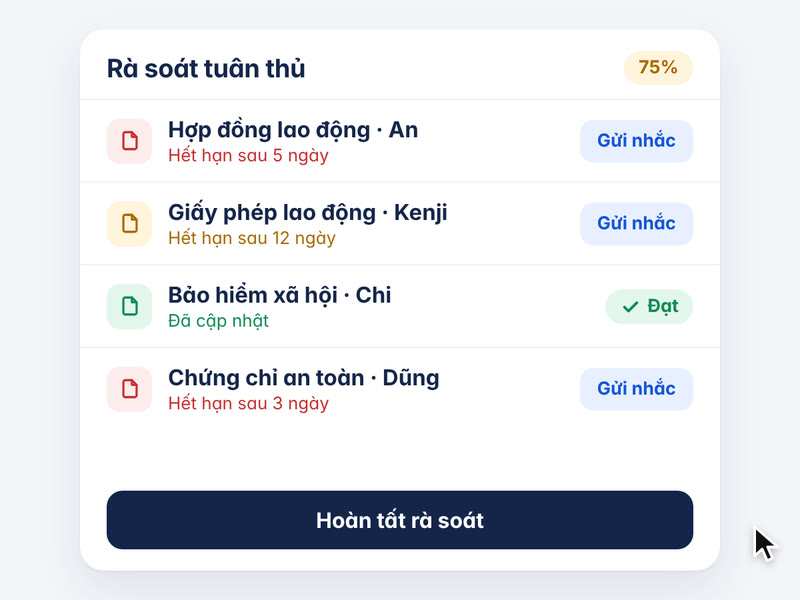 Rà soát tuân thủ
75%
Hợp đồng lao động · An
Hết hạn sau 5 ngày
Gửi nhắc
Giấy phép lao động · Kenji
Hết hạn sau 12 ngày
Gửi nhắc
Bảo hiểm xã hội · Chi
Đã cập nhật
Đạt
Chứng chỉ an toàn · Dũng
Hết hạn sau 3 ngày
Gửi nhắc
Hoàn tất rà soát